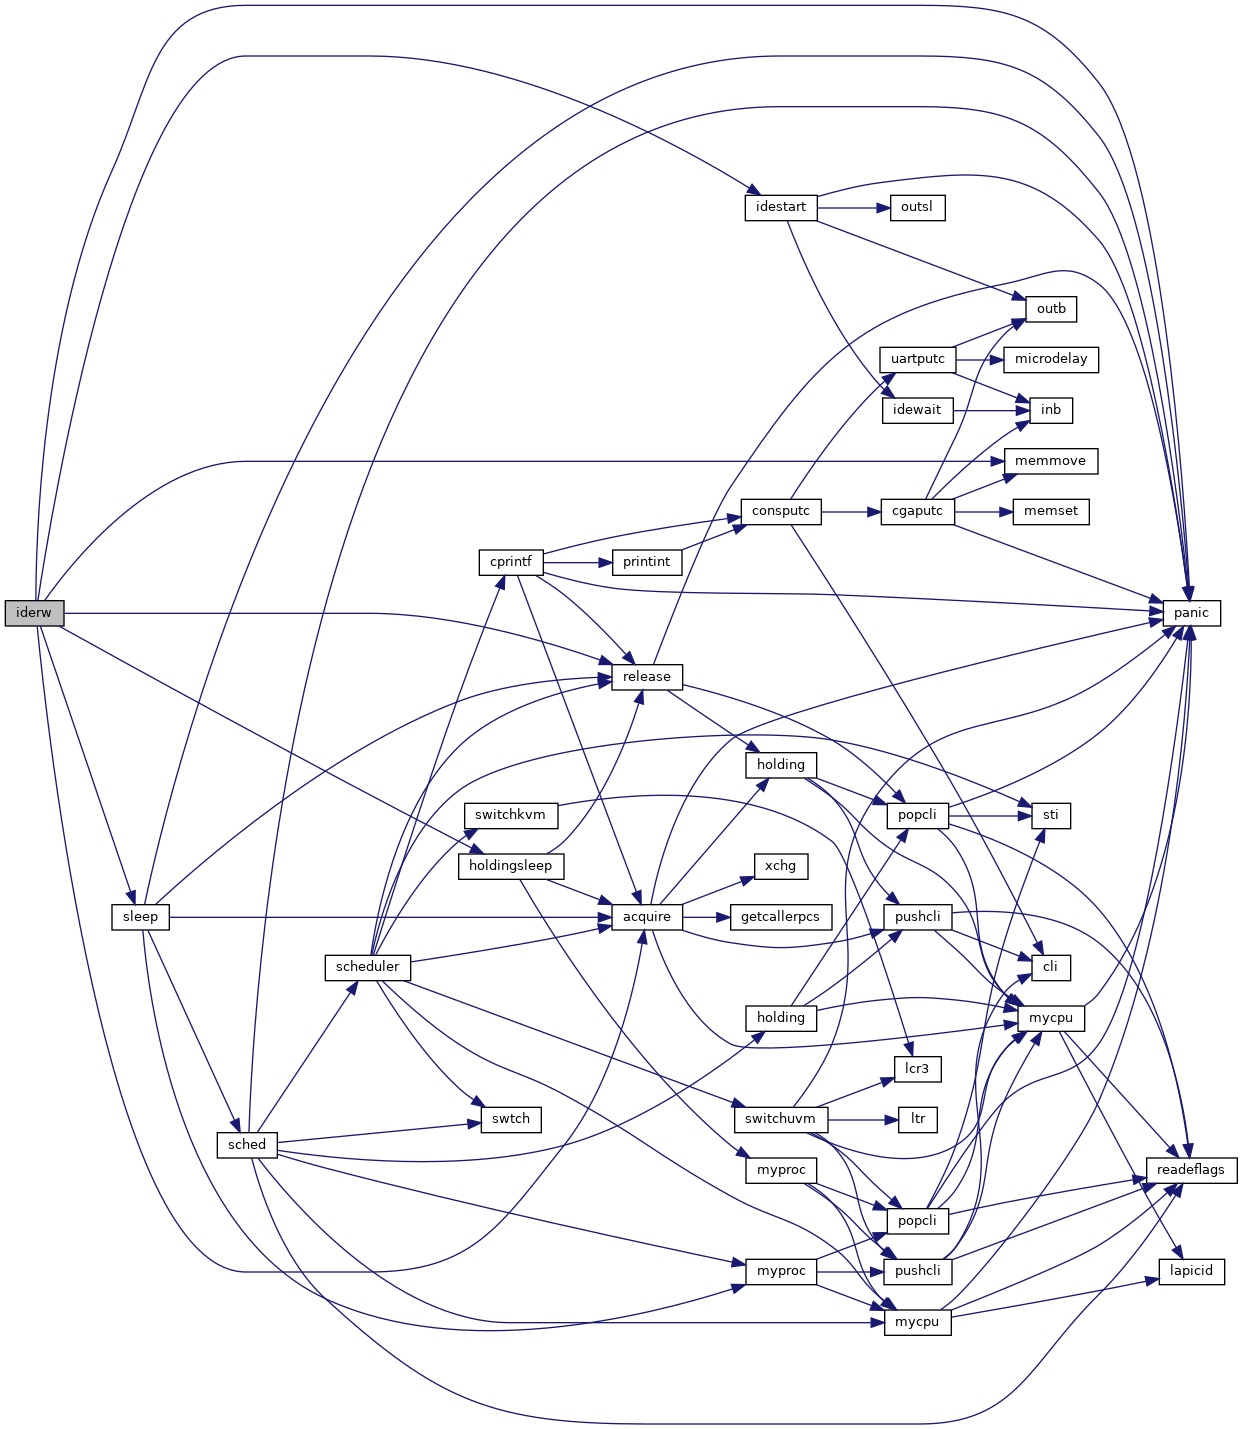 idestart
outsl
outb
uartputc
microdelay
idewait
inb
memmove
consputc
cgaputc
memset
cprintf
printint
iderw
panic
release
holding
switchkvm
popcli
sti
holdingsleep
xchg
sleep
acquire
getcallerpcs
pushcli
scheduler
cli
holding
mycpu
lcr3
swtch
switchuvm
ltr
sched
myproc
readeflags
popcli
myproc
pushcli
lapicid
mycpu